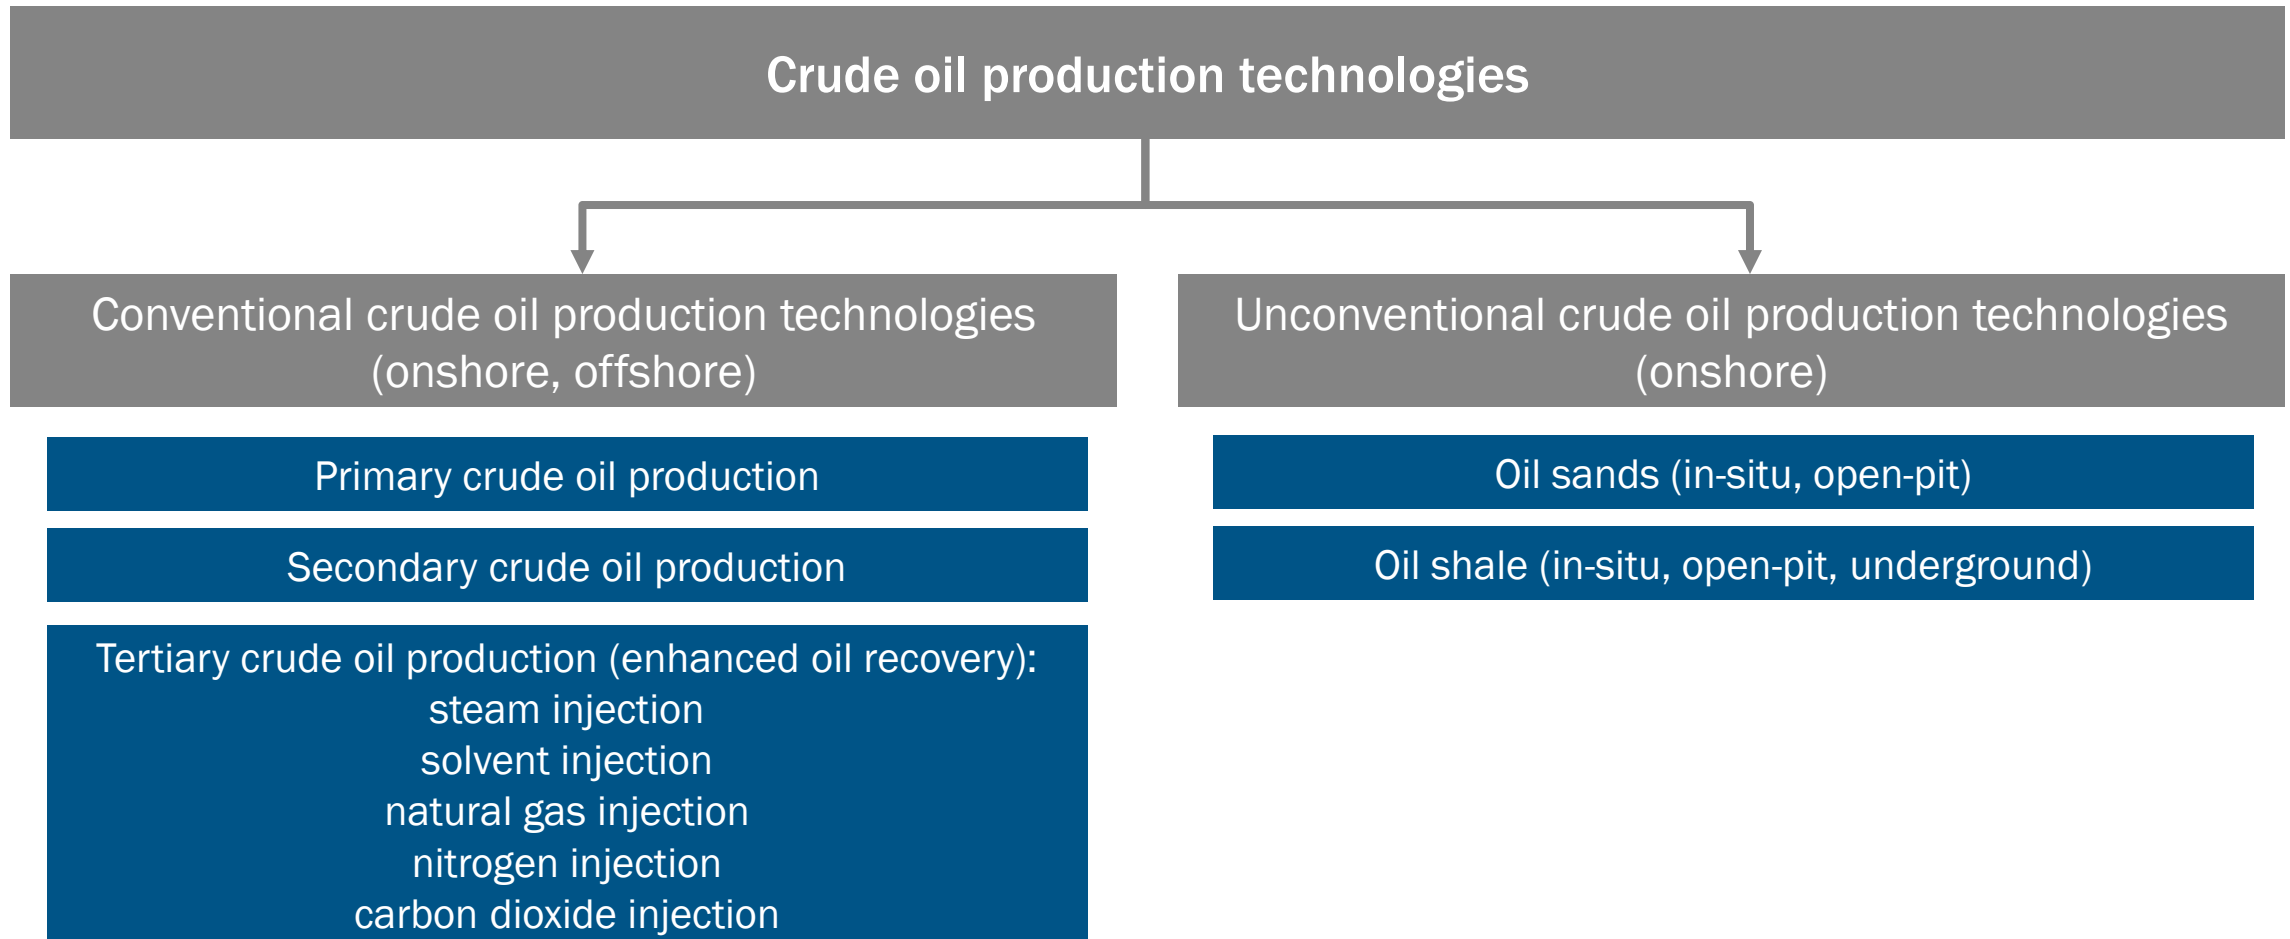 Crude oil production technologies
Conventional crude oil production technologies
(onshore, offshore)
Primary crude oil production
Secondary crude oil production
Tertiary crude oil production (enhanced oil recovery):
steam injection
solvent injection
natural gas injection
nitrogen injection
carbon dioxide injection
Unconventional crude oil production technologies
(onshore)
Oil sands (in-situ, open-pit)
Oil shale (in-situ, open-pit, underground)